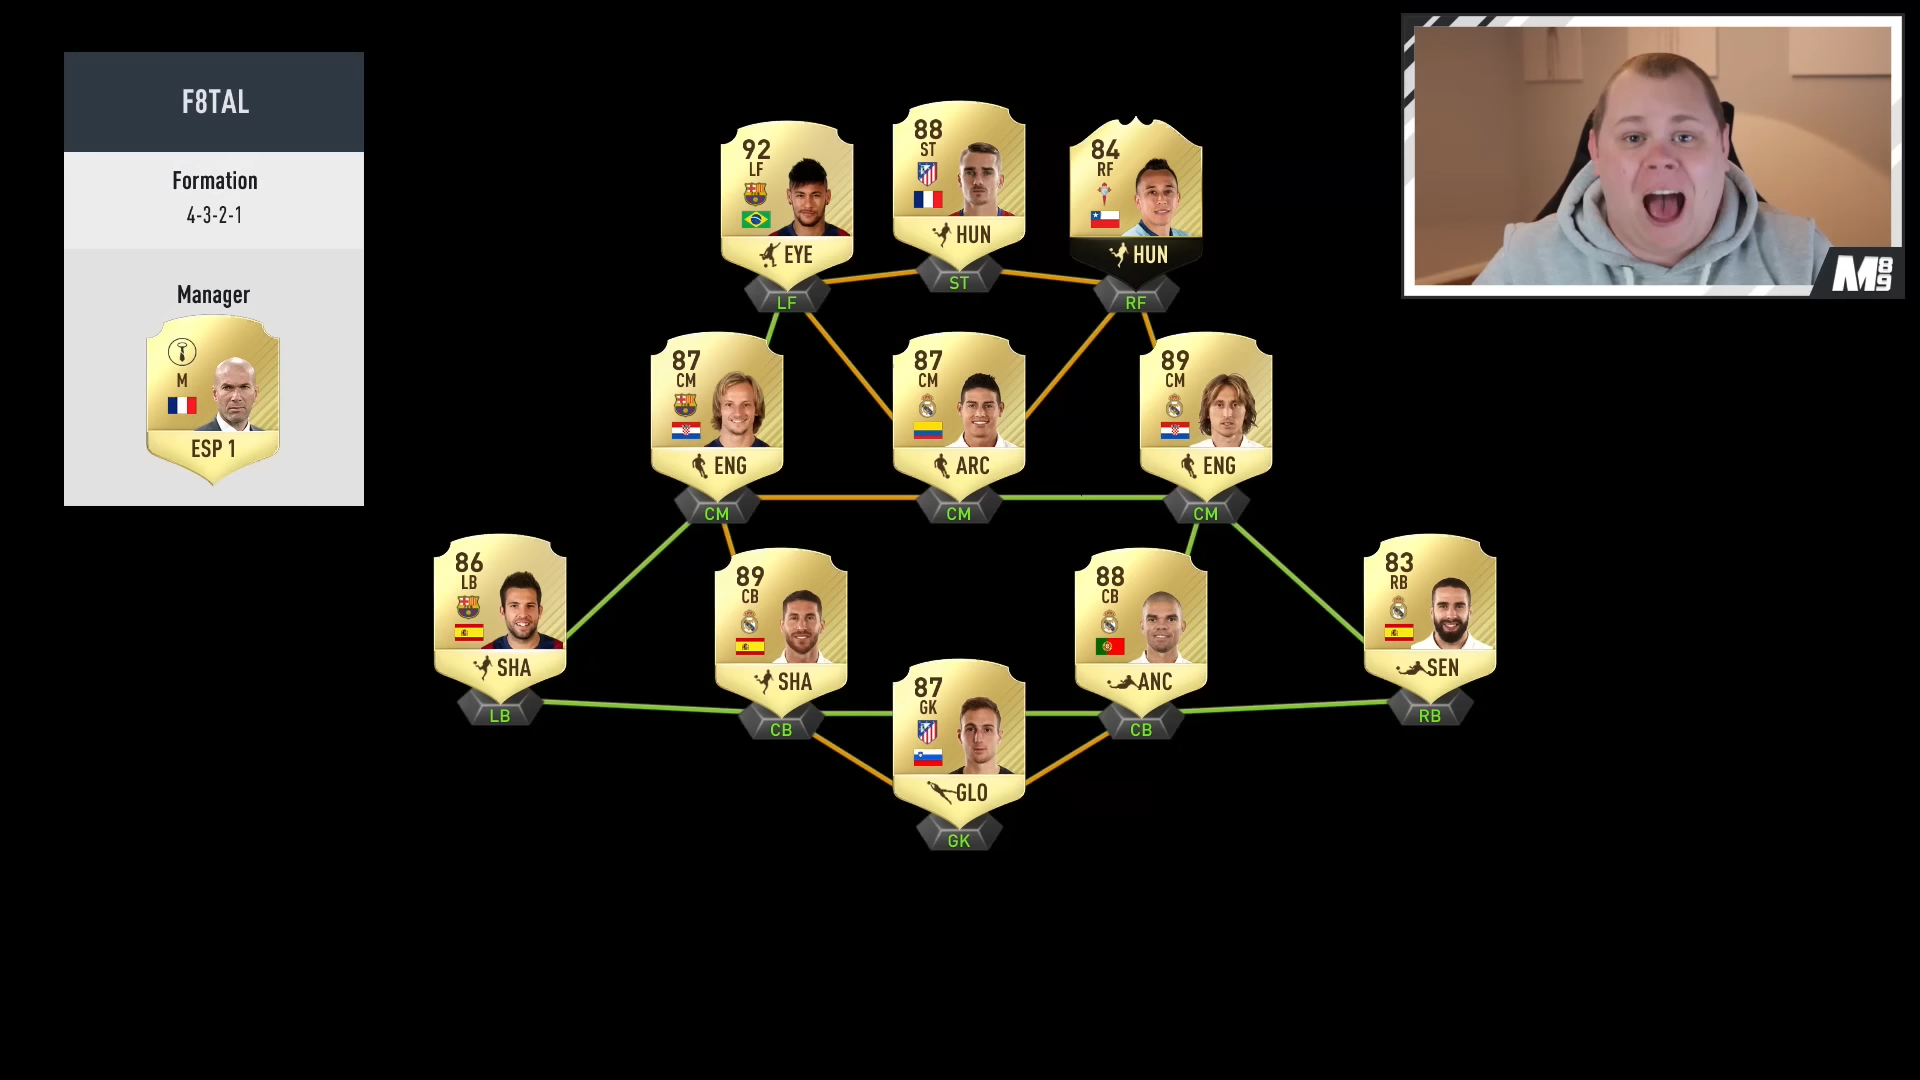 F8TAL
Formation
4-3-2-1
Manager
M
ESP 1
92
LF
EYE
LF
88
ST
HUN
ST
84
RF
HUN
RF
M89
87
CM
ENG
CM
87
CM
ARC
CM
89
CM
ENG
CM
86
LB
SHA
LB
89
CB
SHA
CB
87
GK
GLO
GK
88
CB
ANC
CB
83
RB
SEN
RB